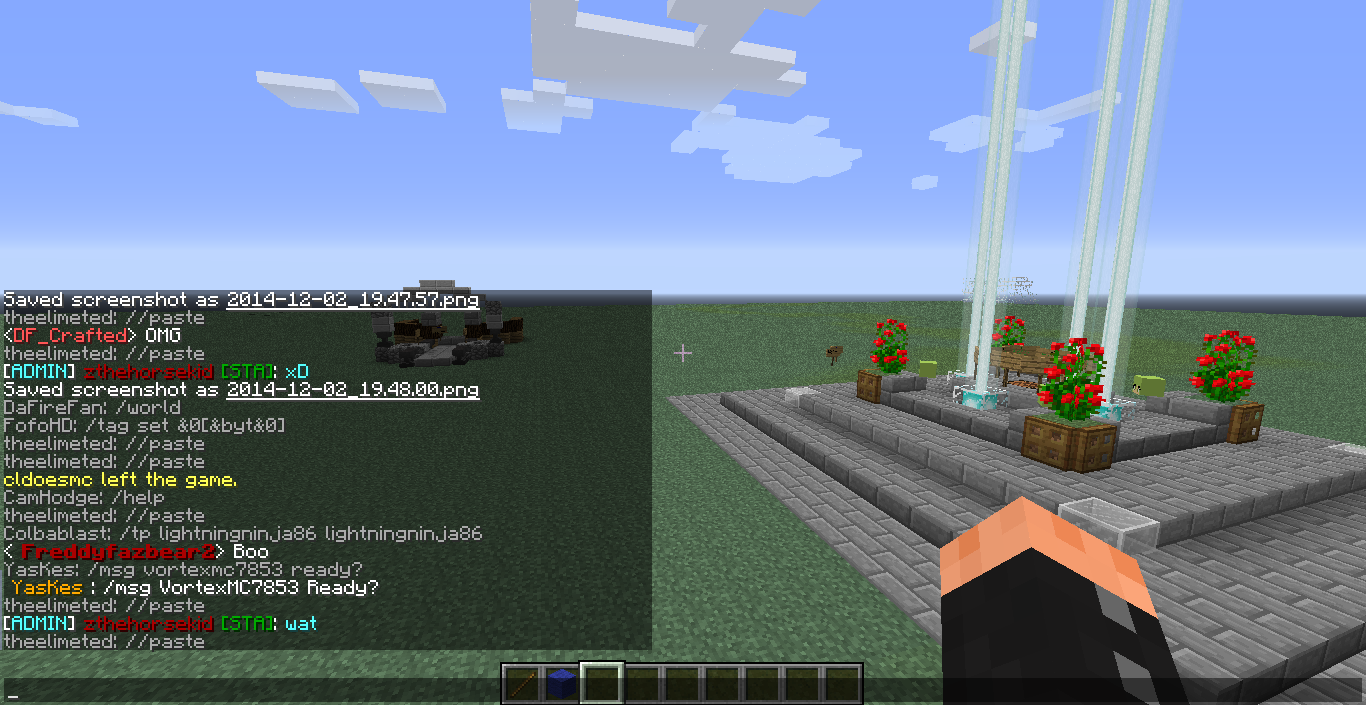 Saved screenshot as 2014-12-02_19.47.57.png
theelimeted: //paste
<DF_Crafted> OMG
theelimeted: //paste
[ADMIN] zthehorsekid [STA]: xD
Saved screenshot as 2014-12-02_19.48.00.png
DaFireFan: /world
FofoHD: /tag set &0[&byt&0]
theelimeted: //paste
theelimeted: //paste
cldoesmc left the game.
CamHodge: /help
theelimeted: //paste
Colbablast: /tp lightningninja86 lightningninja86
< Freddyfazbear2> Boo
YasKes: /msg vortexmc7853 ready?
YasKes : /msg VortexMC7853 Ready?
theelimeted: //paste
[ADMIN] zthehorsekid [STA]: wat
theelimeted: //paste
_